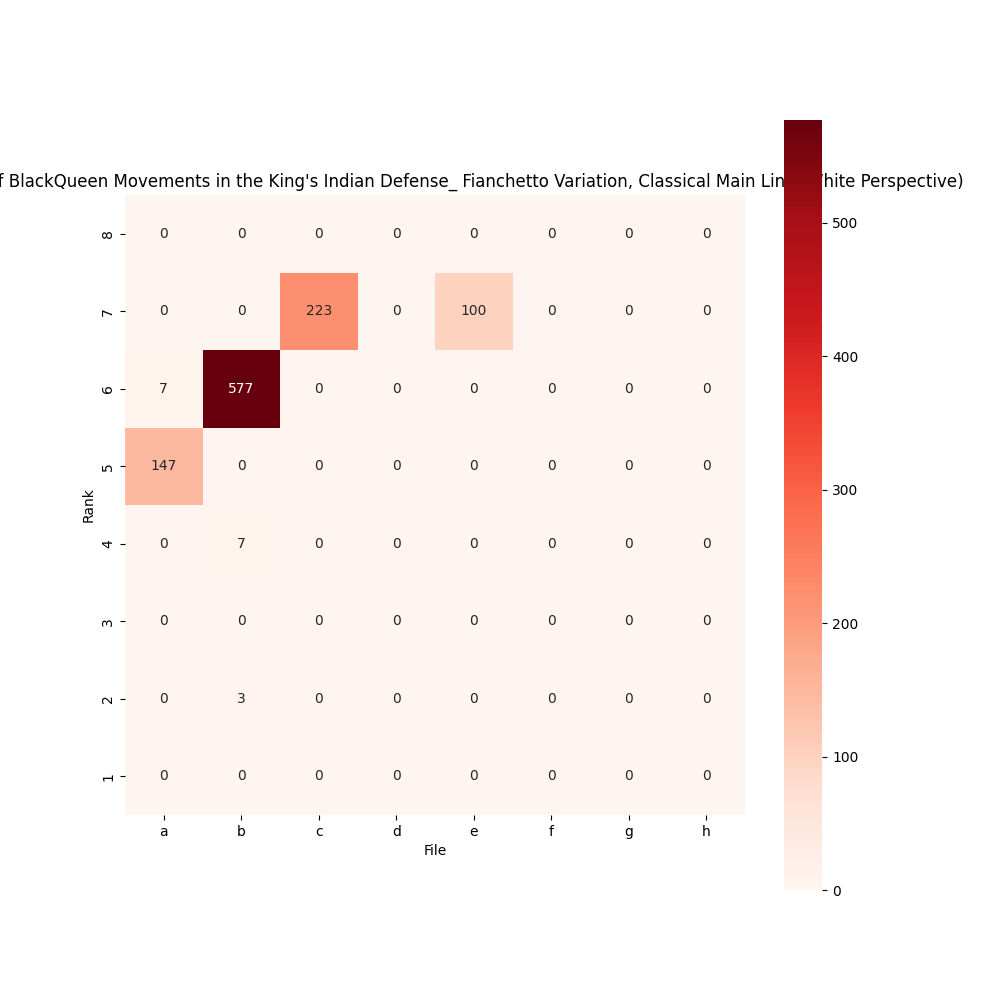 f BlackQueen Movements in the King's Indian Defense_ Fianchetto Variation, Classical Main Lin hite Perspective)
8 0 0 0 0 0 0 0 0
7 0 0 223 0 100 0 0 0
6 7 577 0 0 0 0 0 0
5 147 0 0 0 0 0 0 0
4 0 7 0 0 0 0 0 0
3 0 0 0 0 0 0 0 0
2 0 3 0 0 0 0 0 0
1 0 0 0 0 0 0 0 0
Rank
a b c d e f g h
File
500
400
300
200
100
0